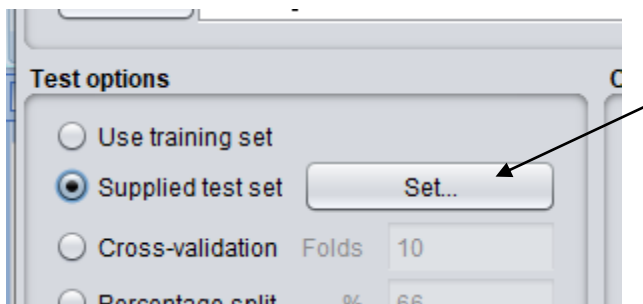 Test options
Use training set
Supplied test set Set...
Cross-validation Folds 10
Percentage split % 66